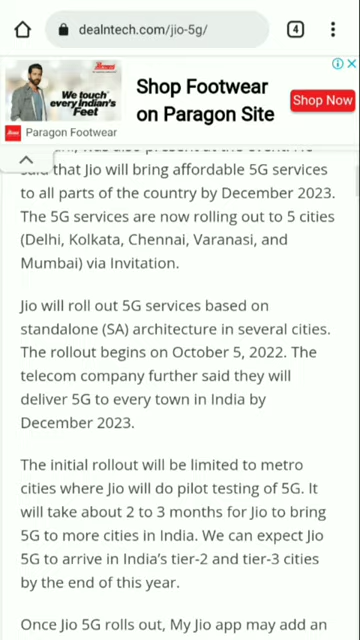 dealntech.com/jio-5g/
4
We touch
every Indian's
Feet
Shop Footwear
on Paragon Site
Shop Now
Paragon Footwear
was also present at the event. He
said that Jio will bring affordable 5G services
to all parts of the country by December 2023.
The 5G services are now rolling out to 5 cities
(Delhi, Kolkata, Chennai, Varanasi, and
Mumbai) via Invitation.
Jio will roll out 5G services based on
standalone (SA) architecture in several cities.
The rollout begins on October 5, 2022. The
telecom company further said they will
deliver 5G to every town in India by
December 2023.
The initial rollout will be limited to metro
cities where Jio will do pilot testing of 5G. It
will take about 2 to 3 months for Jio to bring
5G to more cities in India. We can expect Jio
5G to arrive in India's tier-2 and tier-3 cities
by the end of this year.
Once Jio 5G rolls out, My Jio app may add an